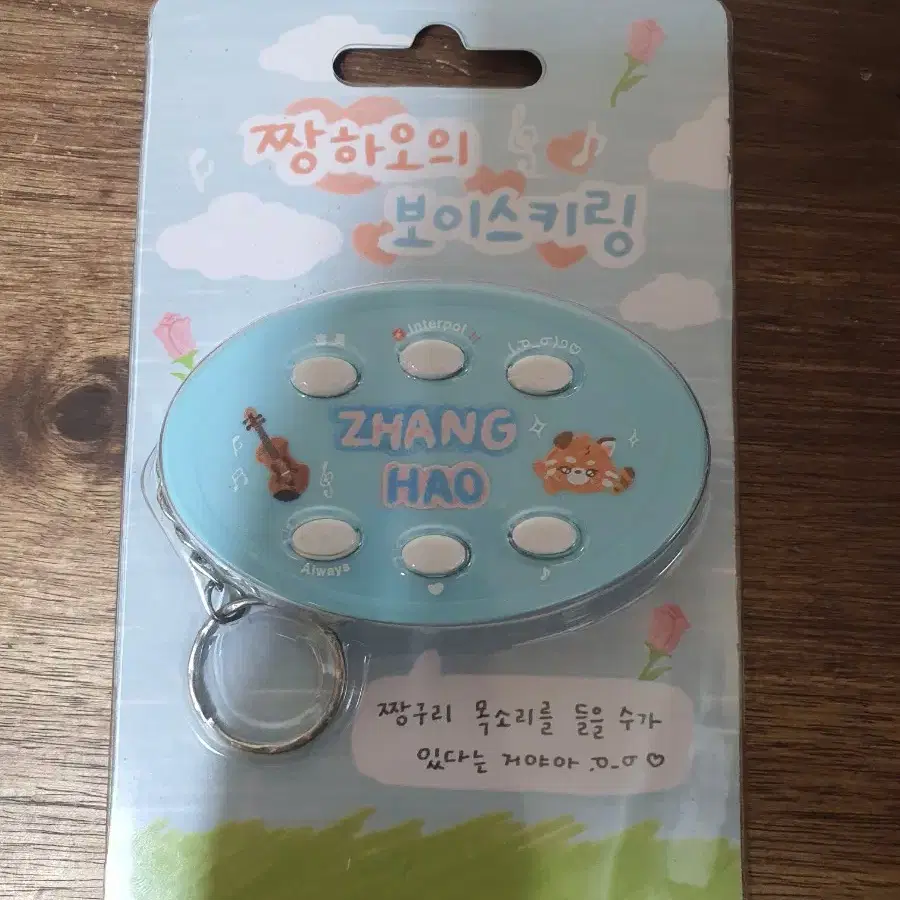 짱하오의
보이스키링
Interpol
ZHANG
HAO
Always
짱구리 목소리를 들을 수가
있다는 거야아 .o_o ♡